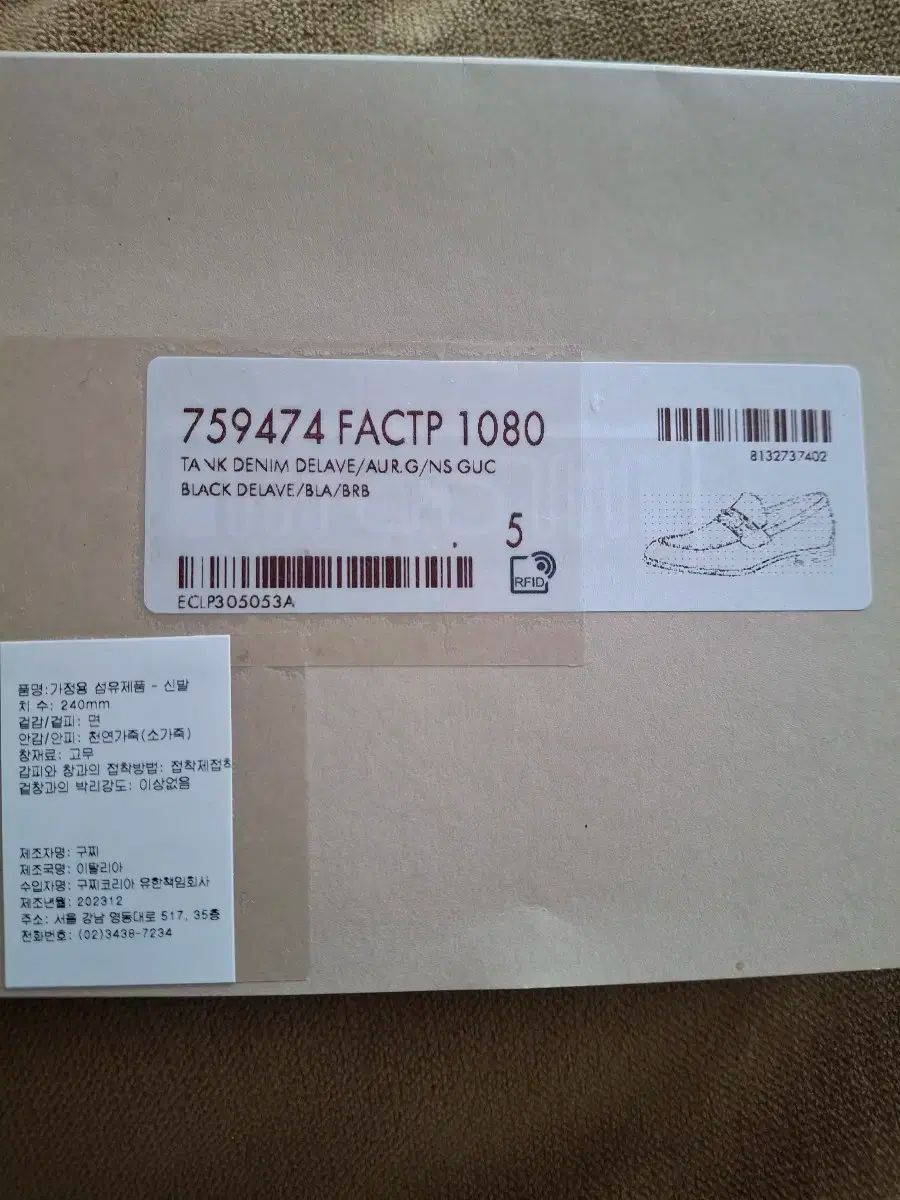 759474 FACTP 1080
TANK DENIM DELAVE/AUR.G/NS GUC
BLACK DELAVE/BLA/BRB
5
RFID
ECLP305053A
8132737402
품명:가정용 섬유제품 - 신발
치 수: 240mm
겉감/겉피: 면
안감/안피: 천연가죽(소가죽)
창재료: 고무
갑피와 창과의 접착방법: 접착제접착
겉창과의 박리강도: 이상없음
제조자명: 구찌
제조국명: 이탈리아
수입자명: 구찌코리아 유한책임회사
제조년월: 202312
주소: 서울 강남 영동대로 517, 35층
전화번호: (02)3438-7234